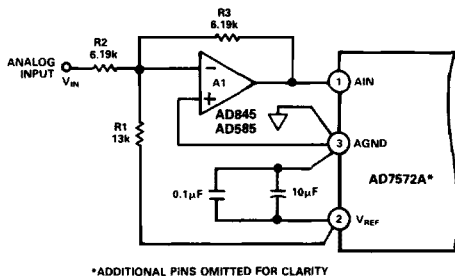 R3
6.19k
R2
6.19k
ANALOG
INPUT
VIN
A1
−
+
AD845
AD585
R1
13k
0.1µF
10µF
1
AIN
3
AGND
AD7572A*
2
VREF
*ADDITIONAL PINS OMITTED FOR CLARITY